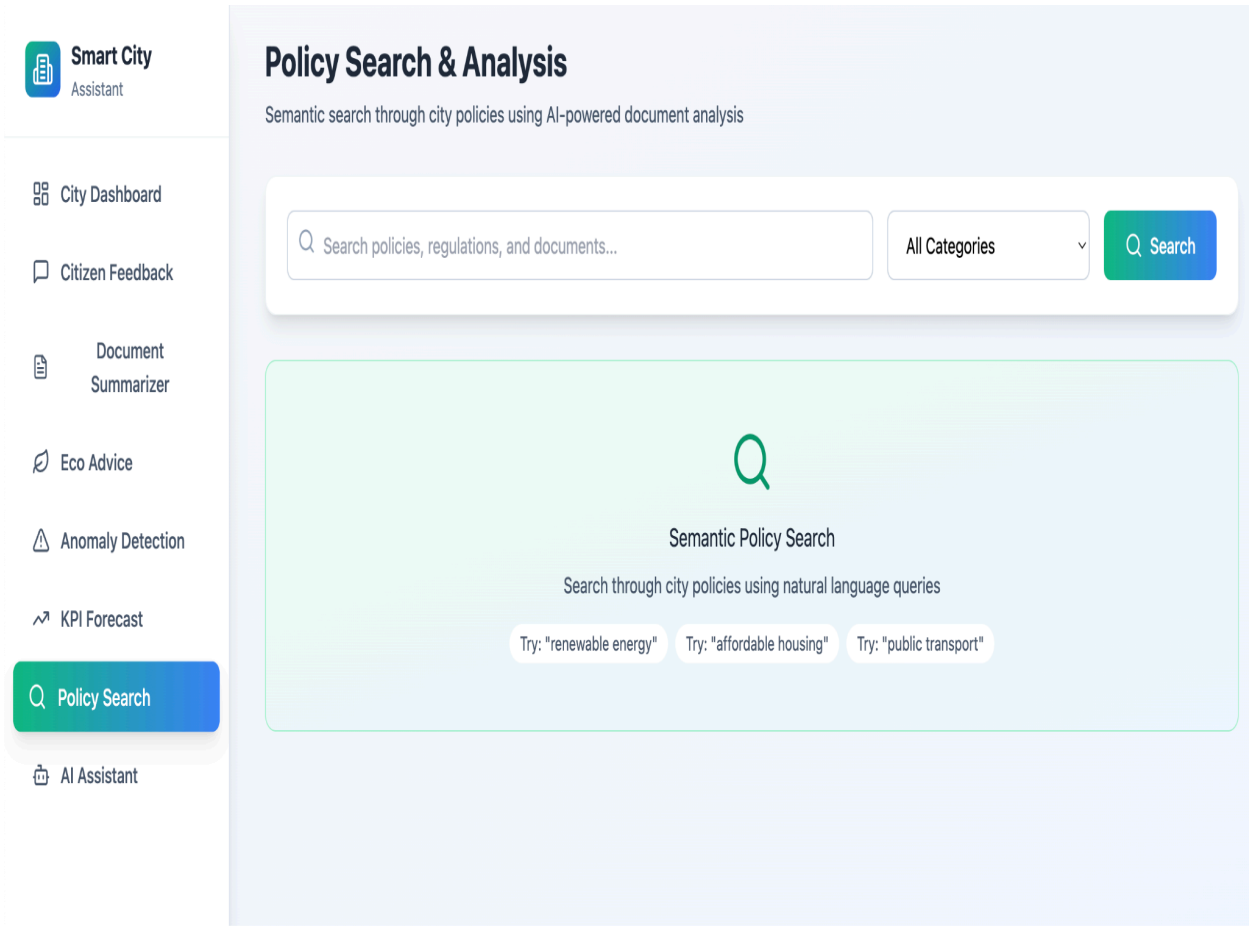 Smart City
Assistant
City Dashboard
Citizen Feedback
Document
Summarizer
Eco Advice
Anomaly Detection
KPI Forecast
Policy Search
AI Assistant
Policy Search & Analysis
Semantic search through city policies using AI-powered document analysis
Search policies, regulations, and documents...
All Categories
Search
Semantic Policy Search
Search through city policies using natural language queries
Try: "renewable energy"
Try: "affordable housing"
Try: "public transport"